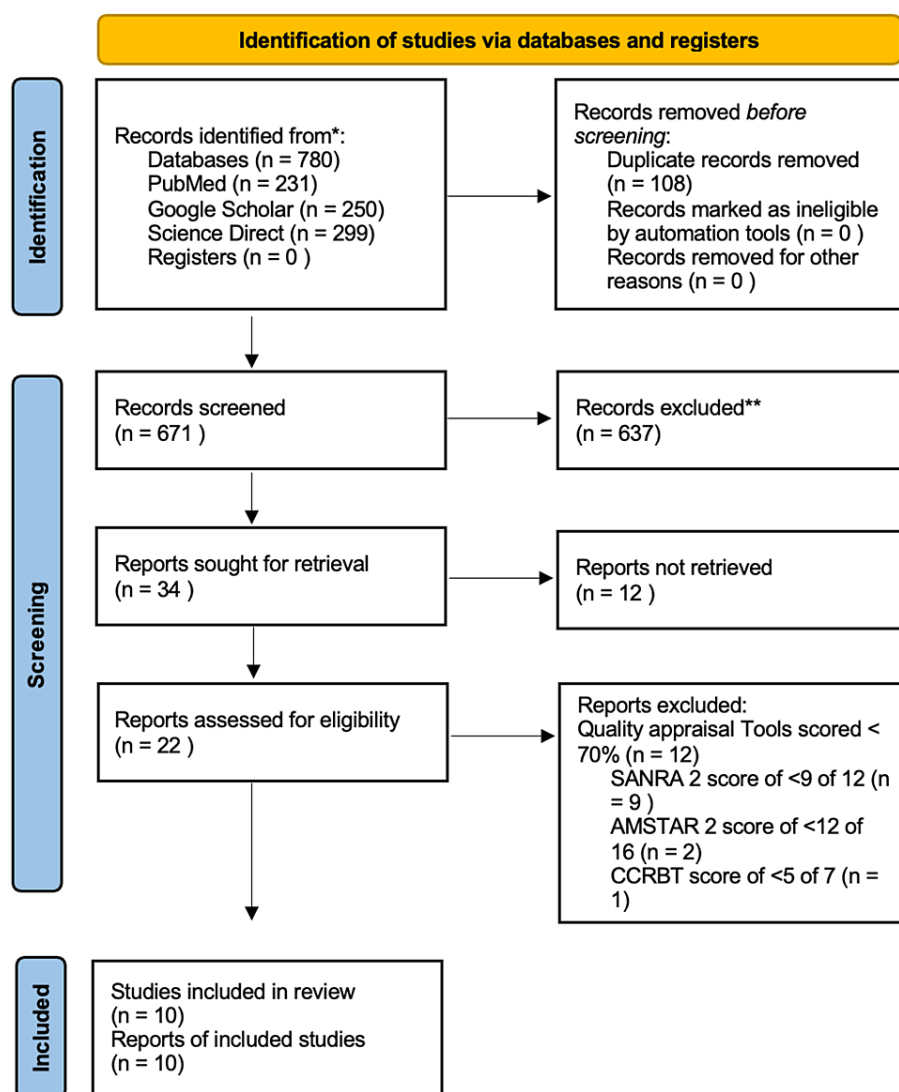 Identification of studies via databases and registers
Identification
Records identified from*:
Databases (n = 780)
PubMed (n = 231)
Google Scholar (n = 250)
Science Direct (n = 299)
Registers (n = 0 )
Records removed before
screening:
Duplicate records removed
(n = 108)
Records marked as ineligible
by automation tools (n = 0 )
Records removed for other
reasons (n = 0 )
Screening
Records screened
(n = 671 )
Records excluded**
(n = 637)
Reports sought for retrieval
(n = 34 )
Reports not retrieved
(n = 12 )
Reports assessed for eligibility
(n = 22 )
Reports excluded:
Quality appraisal Tools scored <
70% (n = 12)
SANRA 2 score of <9 of 12 (n
= 9 )
AMSTAR 2 score of <12 of
16 (n = 2)
CCRBT score of <5 of 7 (n =
1)
Included
Studies included in review
(n = 10)
Reports of included studies
(n = 10)